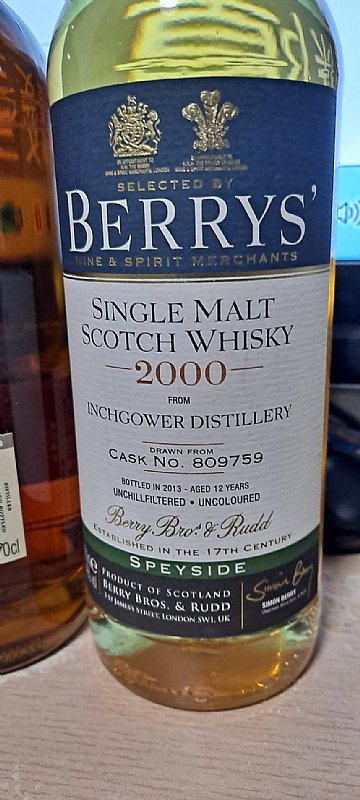 SELECTED BY
BERRYS'
WINE & SPIRIT MERCHANTS
SINGLE MALT
SCOTCH WHISKY
2000
FROM
INCHGOWER DISTILLERY
DRAWN FROM
CASK No. 809759
BOTTLED IN 2013 - AGED 12 YEARS
UNCHILLFILTERED • UNCOLOURED
Berry Bros & Rudd
ESTABLISHED IN THE 17TH CENTURY
SPEYSIDE
PRODUCT OF SCOTLAND
BERRY BROS. & RUDD
3 ST JAMES'S STREET, LONDON SW1, UK
Simon Berry
SIMON BERRY
70cl